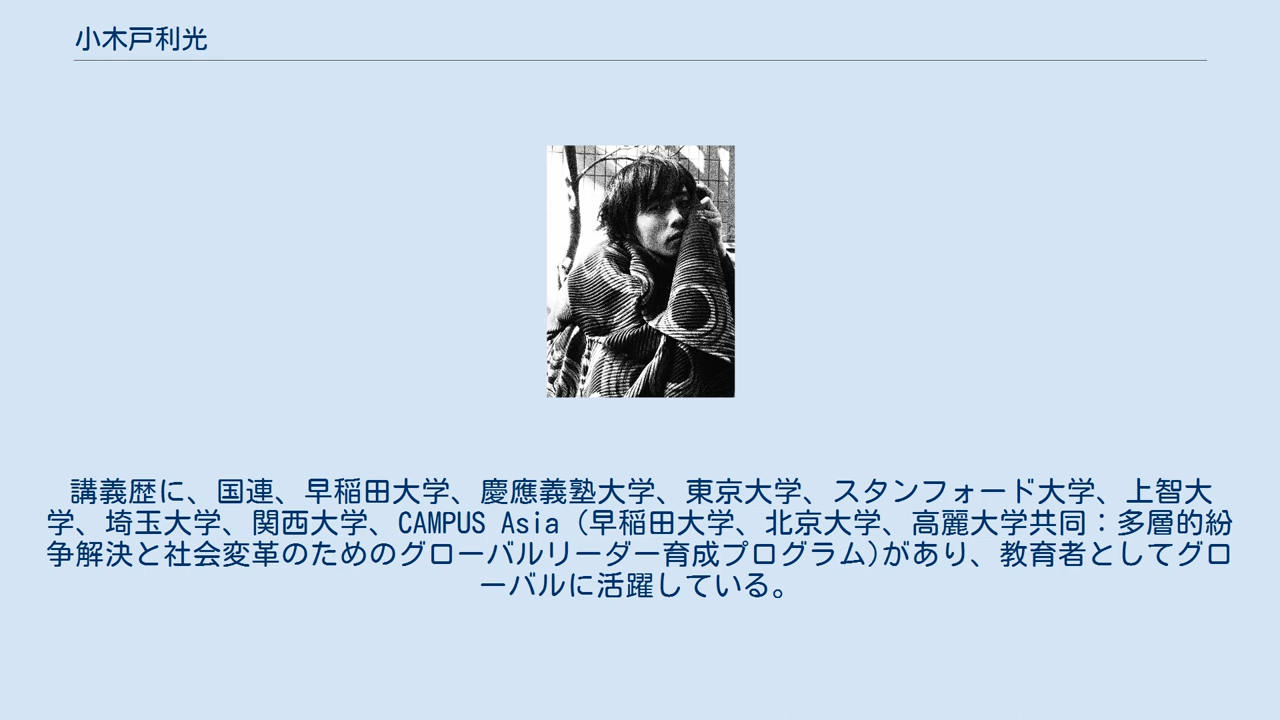 小木戸利光
講義歴に、国連、早稲田大学、慶應義塾大学、東京大学、スタンフォード大学、上智大
学、埼玉大学、関西大学、CAMPUS Asia (早稲田大学、北京大学、高麗大学共同：多層的紛
争解決と社会変革のためのグローバルリーダー育成プログラム)があり、教育者としてグロ
ーバルに活躍している。